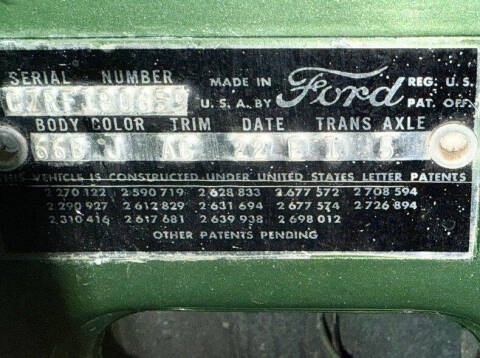 SERIAL NUMBER
MADE IN Ford REG. U.S.
U.S.A. BY PAT. OFF.
BODY COLOR TRIM DATE TRANS AXLE
66B J AC 22
THIS VEHICLE IS CONSTRUCTED UNDER UNITED STATES LETTER PATENTS
2 270 122 2 590 719 2 628 833 2 677 572 2 708 594
2 290 927 2 612 829 2 631 694 2 677 574 2 726 894
2 310 416 2 617 681 2 639 938 2 698 012
OTHER PATENTS PENDING